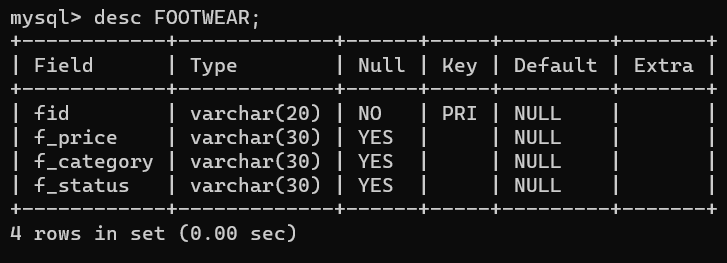 mysql> desc FOOTWEAR;
+------------+-------------+------+-----+---------+-------+
| Field      | Type        | Null | Key | Default | Extra |
+------------+-------------+------+-----+---------+-------+
| fid        | varchar(20) | NO   | PRI | NULL    |       |
| f_price    | varchar(30) | YES  |     | NULL    |       |
| f_category | varchar(30) | YES  |     | NULL    |       |
| f_status   | varchar(30) | YES  |     | NULL    |       |
+------------+-------------+------+-----+---------+-------+
4 rows in set (0.00 sec)